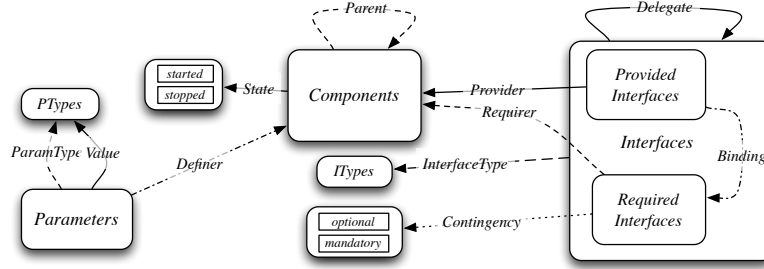 Parent
Delegate
started
stopped
State
Components
Provider
Provided
Interfaces
PTypes
Requirer
ParamType
Value
Definer
Interfaces
Binding
ITypes
InterfaceType
Parameters
optional
mandatory
Contingency
Required
Interfaces